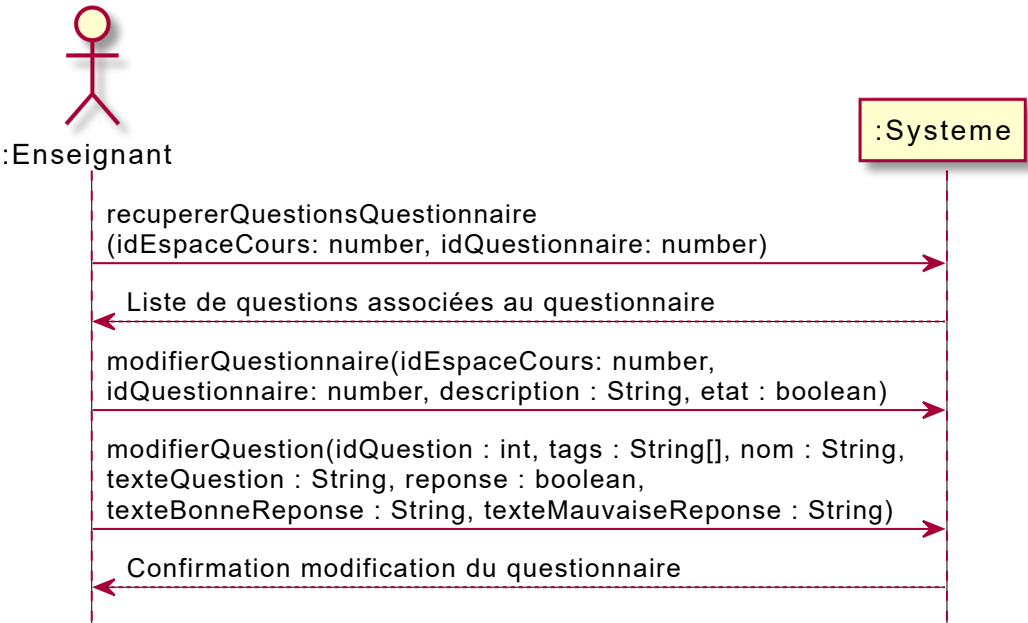 :Enseignant
:Systeme
recupererQuestionsQuestionnaire
(idEspaceCours: number, idQuestionnaire: number)
Liste de questions associées au questionnaire
modifierQuestionnaire(idEspaceCours: number,
idQuestionnaire: number, description : String, etat : boolean)
modifierQuestion(idQuestion : int, tags : String[], nom : String,
texteQuestion : String, reponse : boolean,
texteBonneReponse : String, texteMauvaiseReponse : String)
Confirmation modification du questionnaire